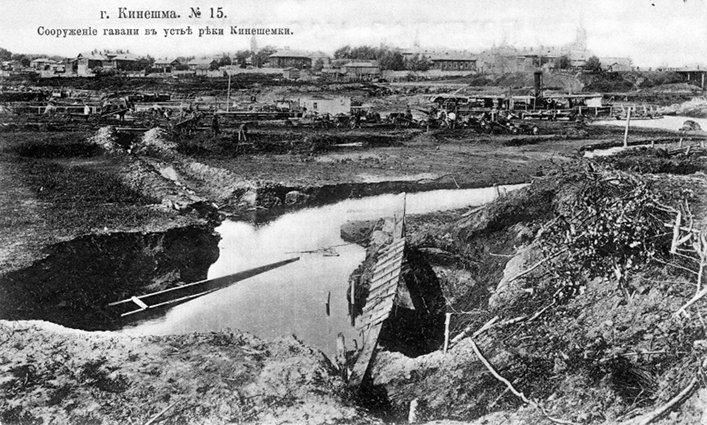 г. Кинешма. № 15.
Сооруженіе гавани въ устьѣ рѣки Кинешемки.